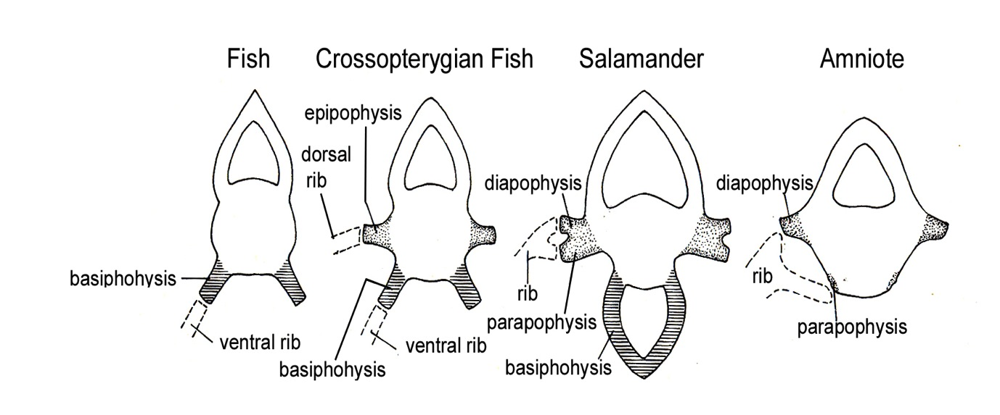 Fish
Crossopterygian Fish
Salamander
Amniote
basiphohysis
ventral rib
epipophysis
dorsal
rib
basiphohysis
ventral rib
diapophysis
rib
parapophysis
basiphohysis
diapophysis
rib
parapophysis